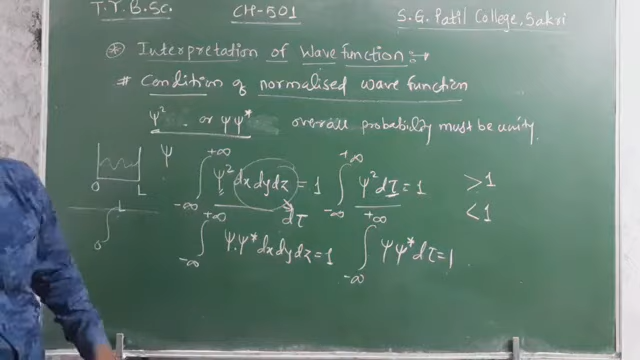 T.Y.B.Sc. CH-501 S.G. Patil College, Sakri
* Interpretation of Wave function :→
# Condition of normalised wave function
Ψ² or ΨΨ* overall probability must be unity.
Ψ
0 L
∫_{-∞}^{+∞} Ψ² dx dy dz = 1 ∫_{-∞}^{+∞} Ψ² dτ = 1 >1
dτ <1
L
0
∫_{-∞}^{+∞} Ψ.Ψ* dx dy dz = 1 ∫_{-∞}^{+∞} ΨΨ* dτ = 1